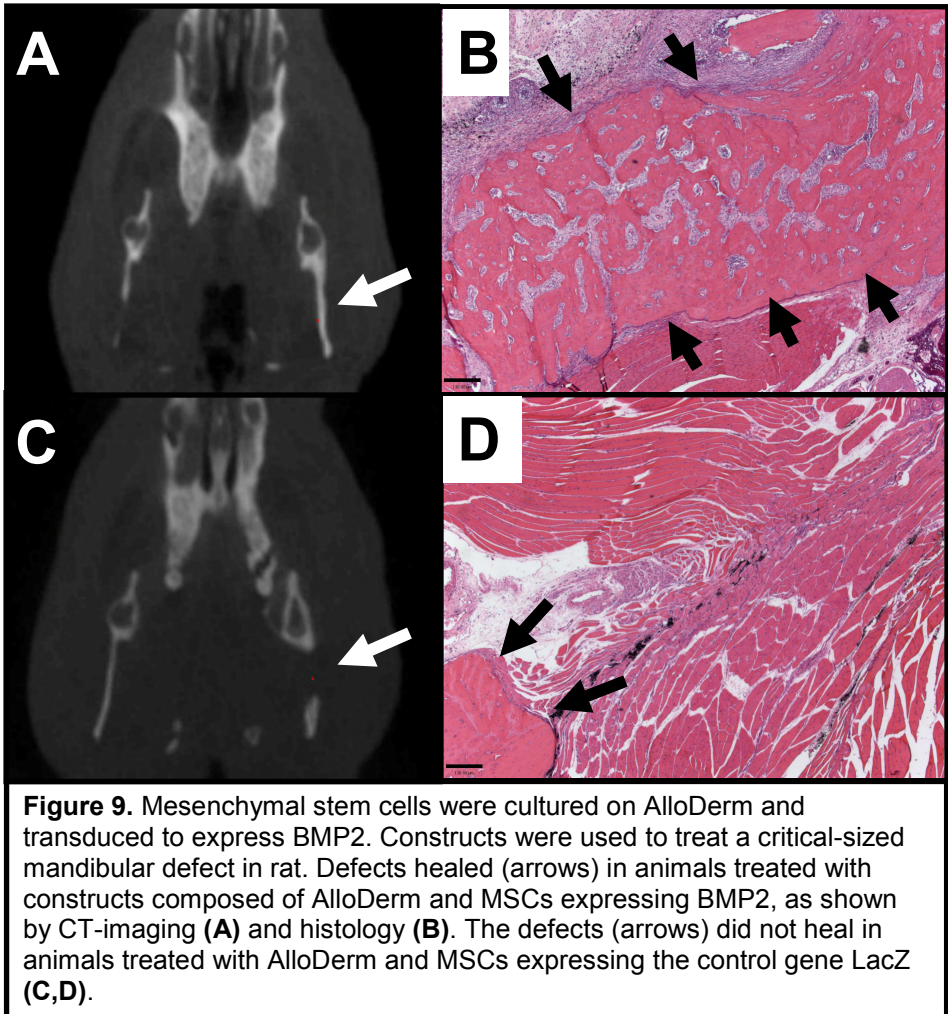 A
B
C
D
Figure 9. Mesenchymal stem cells were cultured on AlloDerm and
transduced to express BMP2. Constructs were used to treat a critical-sized
mandibular defect in rat. Defects healed (arrows) in animals treated with
constructs composed of AlloDerm and MSCs expressing BMP2, as shown
by CT-imaging (A) and histology (B). The defects (arrows) did not heal in
animals treated with AlloDerm and MSCs expressing the control gene LacZ
(C,D).